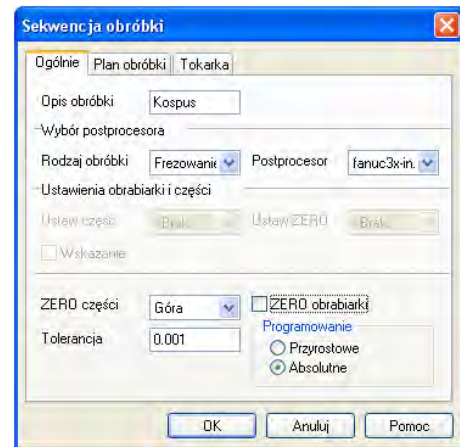 Sekwencja obróbki
Ogólnie Plan obróbki Tokarka
Opis obróbki Kospus
Wybór postprocesora
Rodzaj obróbki Frezowanie Postprocesor fanuc3x-in.
Ustawienia obrabiarki i części
Ustaw część Brak Ustaw ZERO Brak
Wskazanie
ZERO części Góra ZERO obrabiarki
Tolerancja 0.001 Programowanie
Przyrostowe
Absolutne
OK Anuluj Pomoc